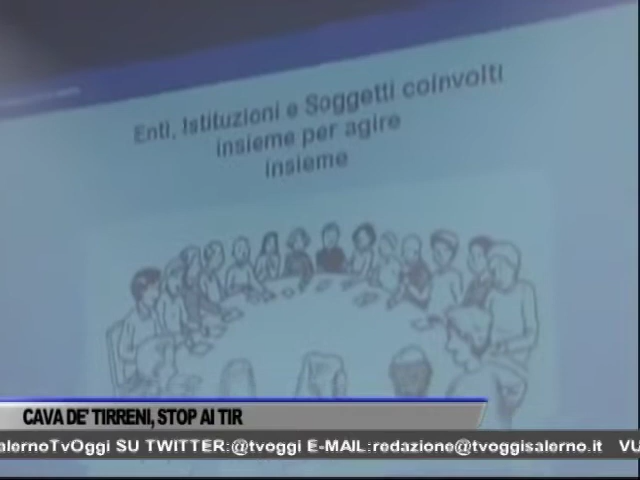 Enti, Istituzioni e Soggetti coinvolti
insieme per agire
insieme
CAVA DE' TIRRENI, STOP AI TIR
alernoTvOggi SU TWITTER:@tvoggi E-MAIL:redazione@tvoggisalerno.it VU